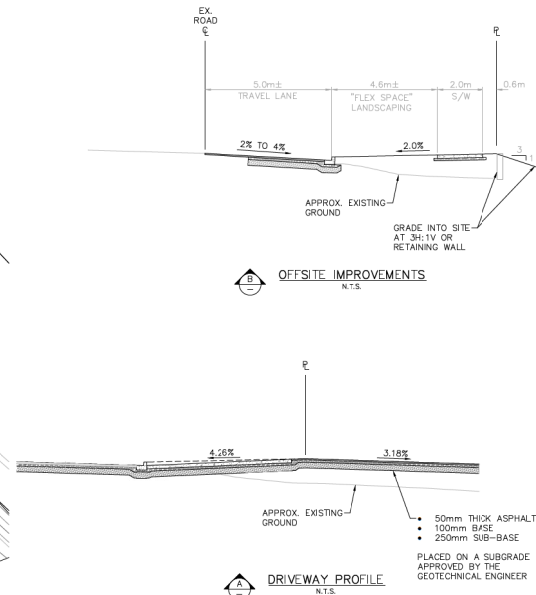 EX.
ROAD
℄
PL
5.0m±
TRAVEL LANE
4.6m±
"FLEX SPACE"
LANDSCAPING
2.0m
S/W
0.6m
2% TO 4%
2.0%
3
1
APPROX. EXISTING
GROUND
GRADE INTO SITE
AT 3H:1V OR
RETAINING WALL
B
–
OFFSITE IMPROVEMENTS
N.T.S.
PL
4.26%
3.18%
APPROX. EXISTING
GROUND
• 50mm THICK ASPHALT
• 100mm BASE
• 250mm SUB-BASE
PLACED ON A SUBGRADE
APPROVED BY THE
GEOTECHNICAL ENGINEER
A
–
DRIVEWAY PROFILE
N.T.S.